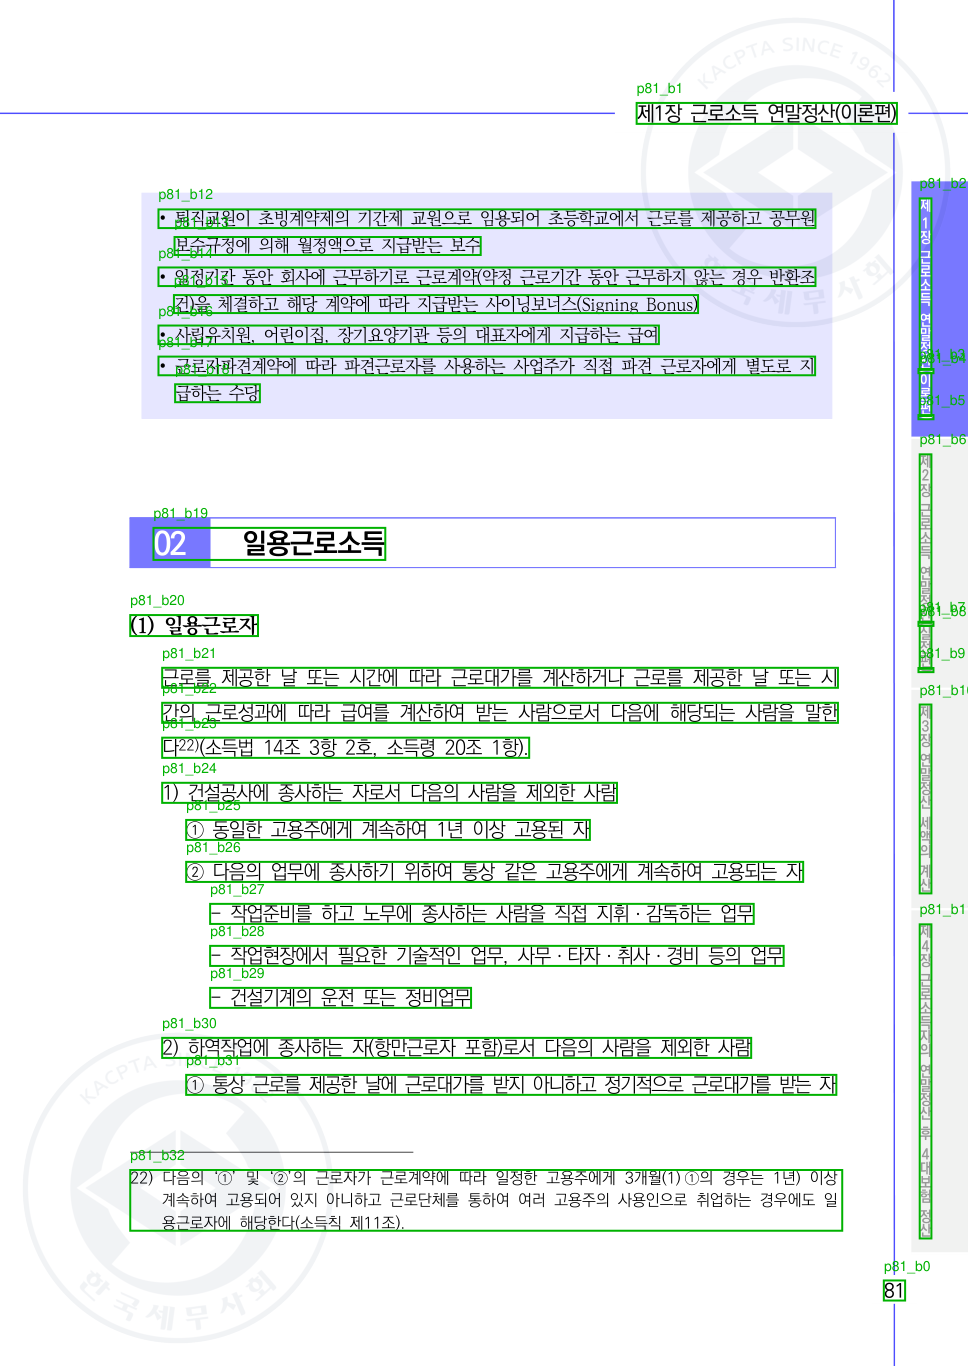 제1장 근로소득 연말정산(이론편)
• 퇴직교원이 초빙계약제의 기간제 교원으로 임용되어 초등학교에서 근로를 제공하고 공무원
보수규정에 의해 월정액으로 지급받는 보수
• 일정기간 동안 회사에 근무하기로 근로계약(약정 근로기간 동안 근무하지 않는 경우 반환조
건)을 체결하고 해당 계약에 따라 지급받는 사이닝보너스(Signing Bonus)
• 사립유치원, 어린이집, 장기요양기관 등의 대표자에게 지급하는 급여
• 근로자파견계약에 따라 파견근로자를 사용하는 사업주가 직접 파견 근로자에게 별도로 지
급하는 수당
02 일용근로소득
(1) 일용근로자
근로를 제공한 날 또는 시간에 따라 근로대가를 계산하거나 근로를 제공한 날 또는 시
간의 근로성과에 따라 급여를 계산하여 받는 사람으로서 다음에 해당되는 사람을 말한
다22)(소득법 14조 3항 2호, 소득령 20조 1항).
1) 건설공사에 종사하는 자로서 다음의 사람을 제외한 사람
① 동일한 고용주에게 계속하여 1년 이상 고용된 자
② 다음의 업무에 종사하기 위하여 통상 같은 고용주에게 계속하여 고용되는 자
- 작업준비를 하고 노무에 종사하는 사람을 직접 지휘·감독하는 업무
- 작업현장에서 필요한 기술적인 업무, 사무·타자·취사·경비 등의 업무
- 건설기계의 운전 또는 정비업무
2) 하역작업에 종사하는 자(항만근로자 포함)로서 다음의 사람을 제외한 사람
① 통상 근로를 제공한 날에 근로대가를 받지 아니하고 정기적으로 근로대가를 받는 자
22) 다음의 '①' 및 '②'의 근로자가 근로계약에 따라 일정한 고용주에게 3개월(1)①의 경우는 1년) 이상
계속하여 고용되어 있지 아니하고 근로단체를 통하여 여러 고용주의 사용인으로 취업하는 경우에도 일
용근로자에 해당한다(소득칙 제11조).
제1장 근로소득 연말정산(이론편)
제2장 근로소득 연말정산(실전편)
제3장 연말정산 세액의 계산
제4장 근로소득자의 연말정산 후 4대보험 정산
81
KACPTA SINCE 1962
한국세무사회
KACPTA
한국세무사회
p81_b1
p81_b12
p81_b14
p81_b16
p81_b17
p81_b19
p81_b20
p81_b21
p81_b22
p81_b23
p81_b24
p81_b25
p81_b26
p81_b27
p81_b28
p81_b29
p81_b30
p81_b31
p81_b32
p81_b2
p81_b5
p81_b6
p81_b9
p81_b0